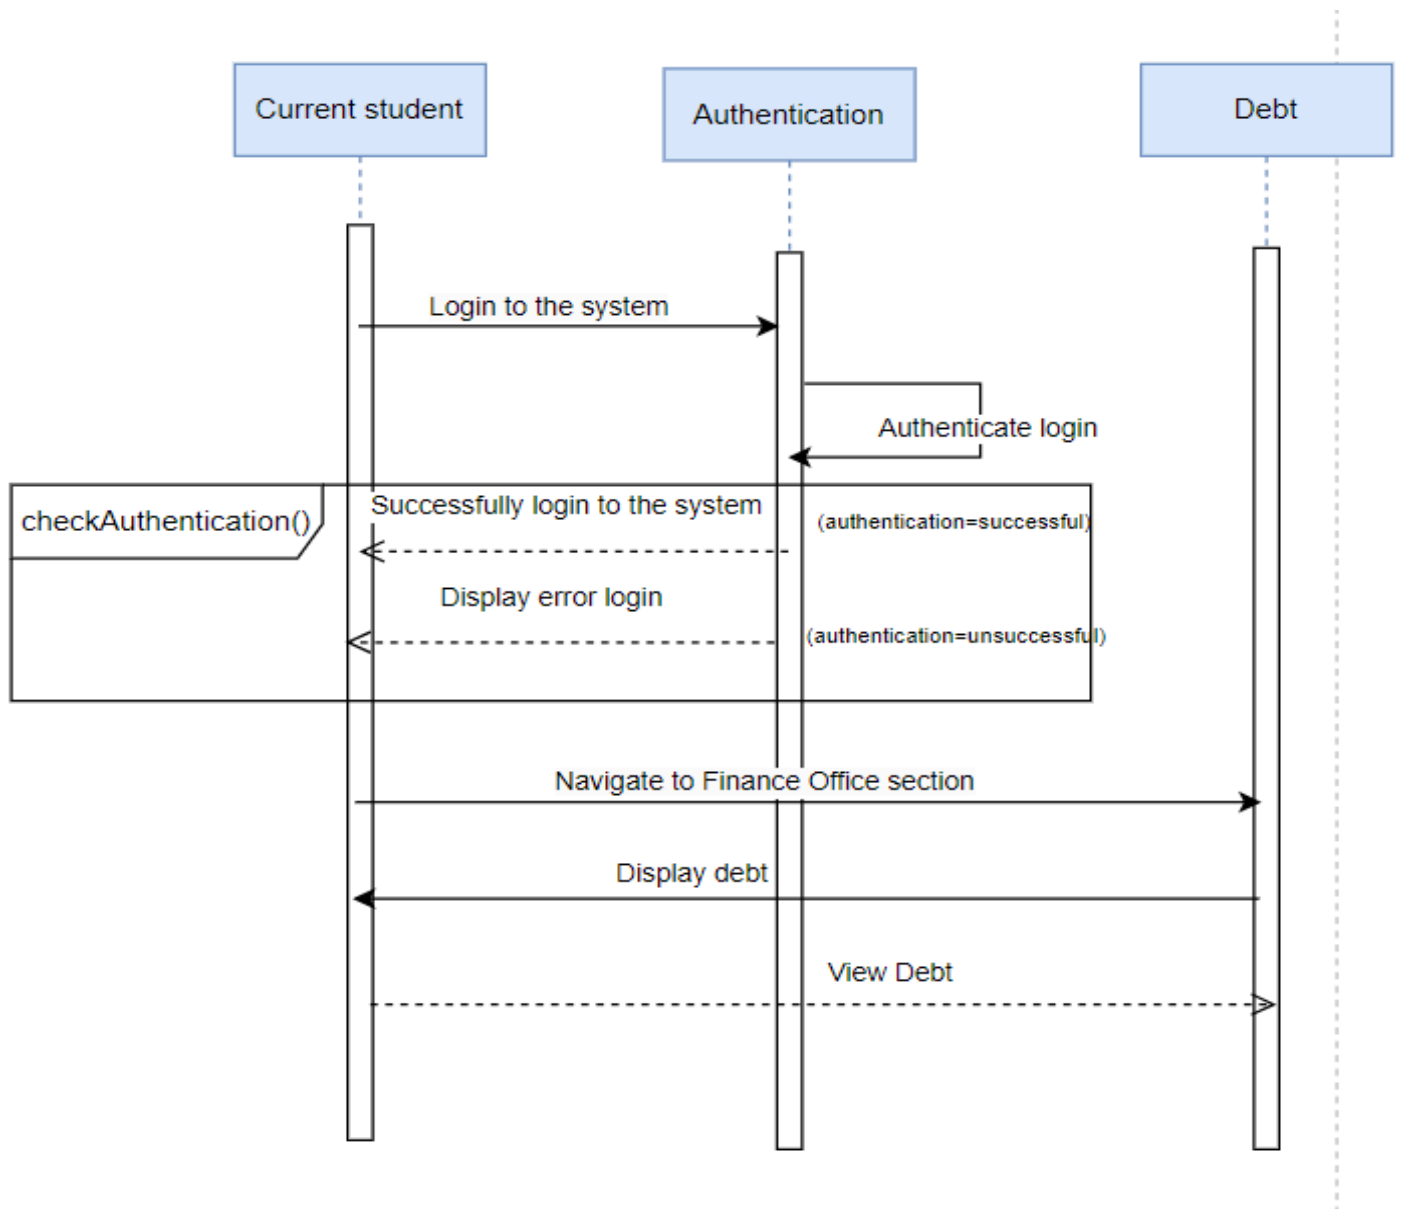 Current student
Authentication
Debt
Login to the system
Authenticate login
checkAuthentication()
Successfully login to the system
(authentication=successful)
Display error login
(authentication=unsuccessful)
Navigate to Finance Office section
Display debt
View Debt